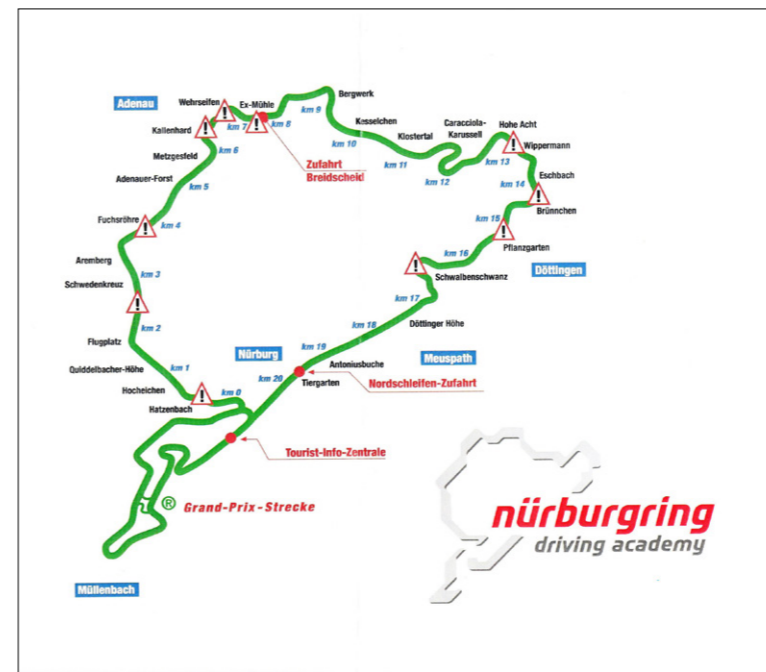 Bergwerk
Wehrseifen
Ex-Mühle
Adenau
km 9
Caracciola-
Karussell
Hohe Acht
Kesselchen
km 7
km 8
Kallenhard
Klostertal
km 10
Wippermann
km 6
Metzgesfeld
Zufahrt
Breidscheid
km 11
km 13
km 12
Eschbach
Adenauer-Forst
km 5
km 14
Brünnchen
Fuchsröhre
km 4
km 15
Pflanzgarten
Aremberg
km 16
km 3
Schwalbenschwanz
Döttingen
Schwedenkreuz
km 17
km 2
km 18
Döttinger Höhe
Flugplatz
km 19
Nürburg
Meuspath
Quiddelbacher-Höhe
km 1
Antoniusbuche
km 20
Tiergarten
Nordschleifen-Zufahrt
Hocheichen
km 0
Hatzenbach
Tourist-Info-Zentrale
® Grand-Prix-Strecke
nürburgring
driving academy
Müllenbach